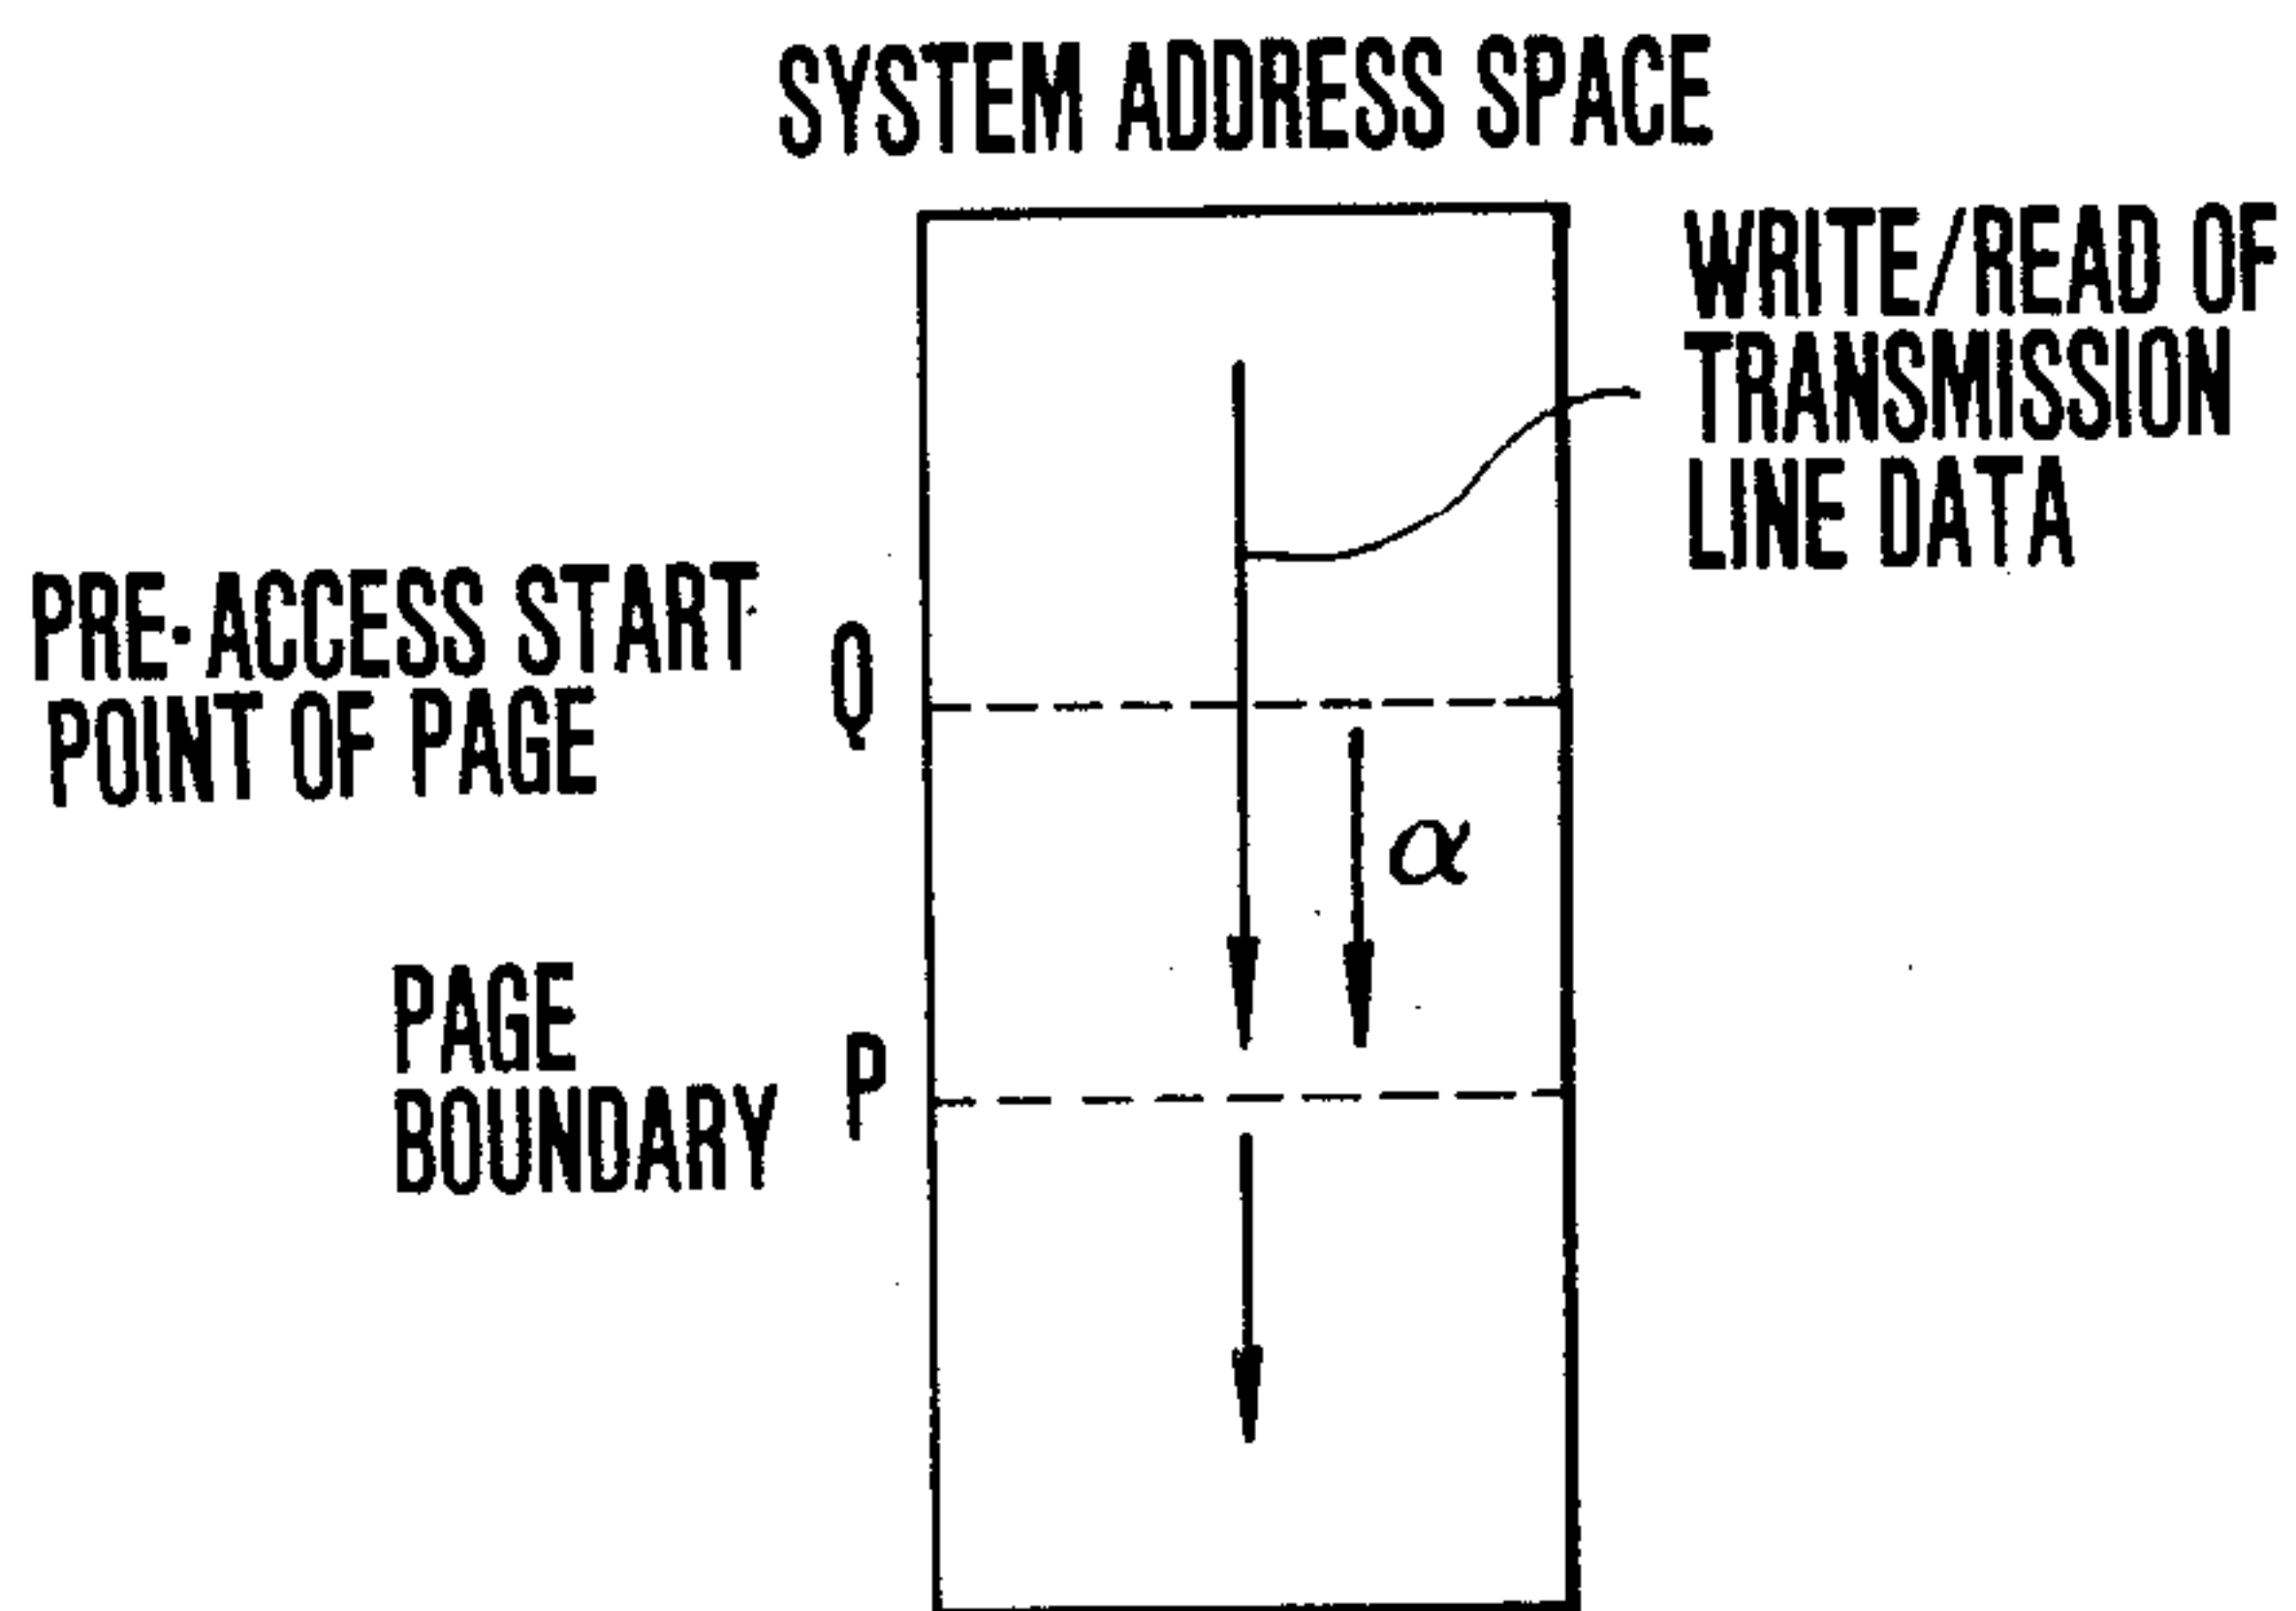 SYSTEM ADDRESS SPACE
WRITE/READ OF
TRANSMISSION
LINE DATA
PRE-ACCESS START
POINT OF PAGE
Q
α
PAGE
BOUNDARY
P